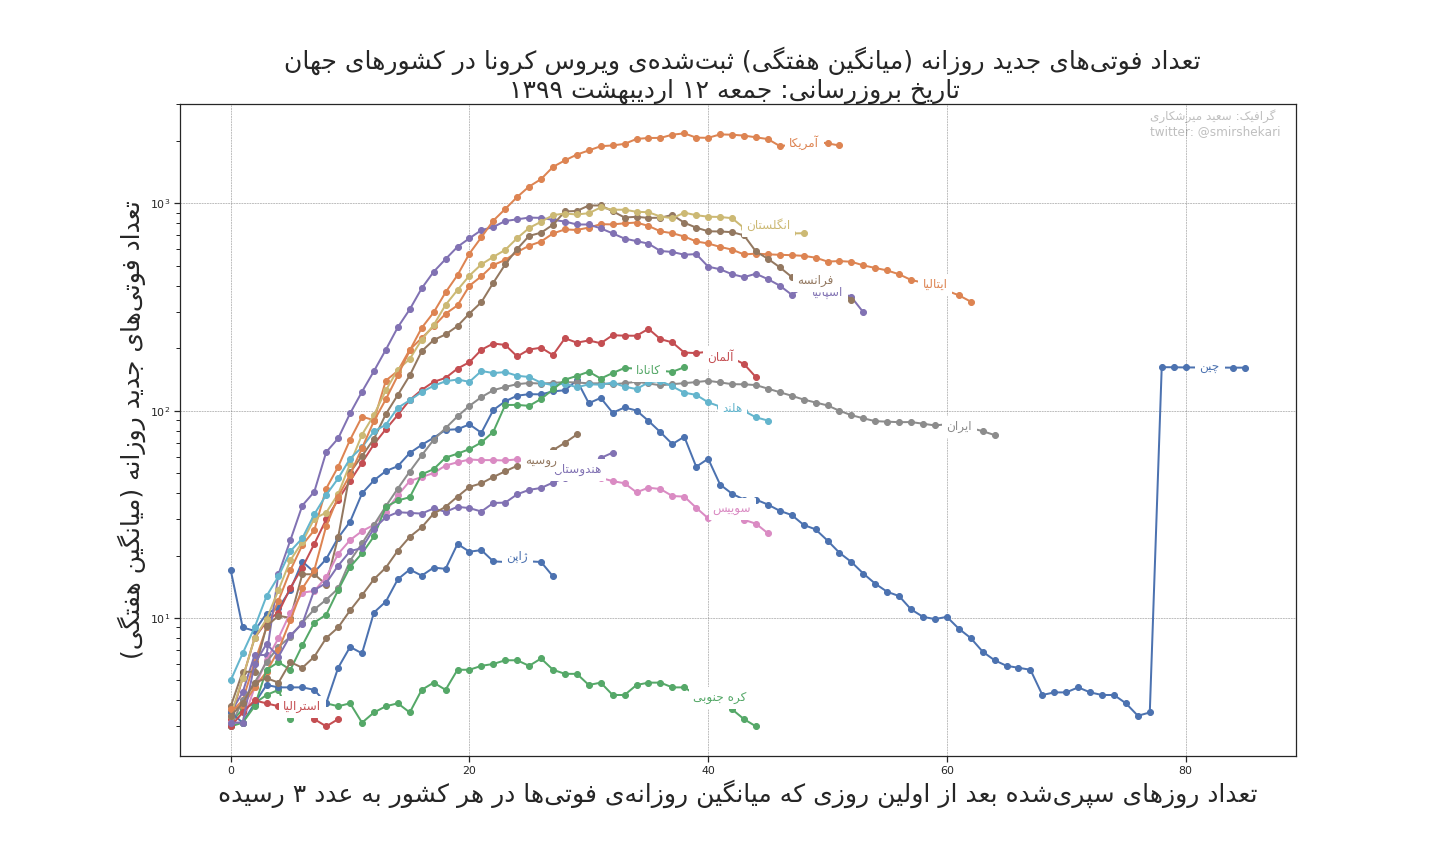 تعداد فوتی‌های جدید روزانه (میانگین هفتگی) ثبت‌شده‌ی ویروس کرونا در کشورهای جهان
تاریخ بروزرسانی: جمعه ۱۲ اردیبهشت ۱۳۹۹
گرافیک: سعید میرشکاری
twitter: @smirshekari
تعداد فوتی‌های جدید روزانه (میانگین هفتگی)
10³
10²
10¹
آمریکا
انگلستان
فرانسه
اسپانیا
ایتالیا
آلمان
کانادا
چین
هلند
ایران
روسیه
هندوستان
سوییس
ژاپن
کره جنوبی
استرالیا
0
20
40
60
80
تعداد روزهای سپری‌شده بعد از اولین روزی که میانگین روزانه‌ی فوتی‌ها در هر کشور به عدد ۳ رسیده